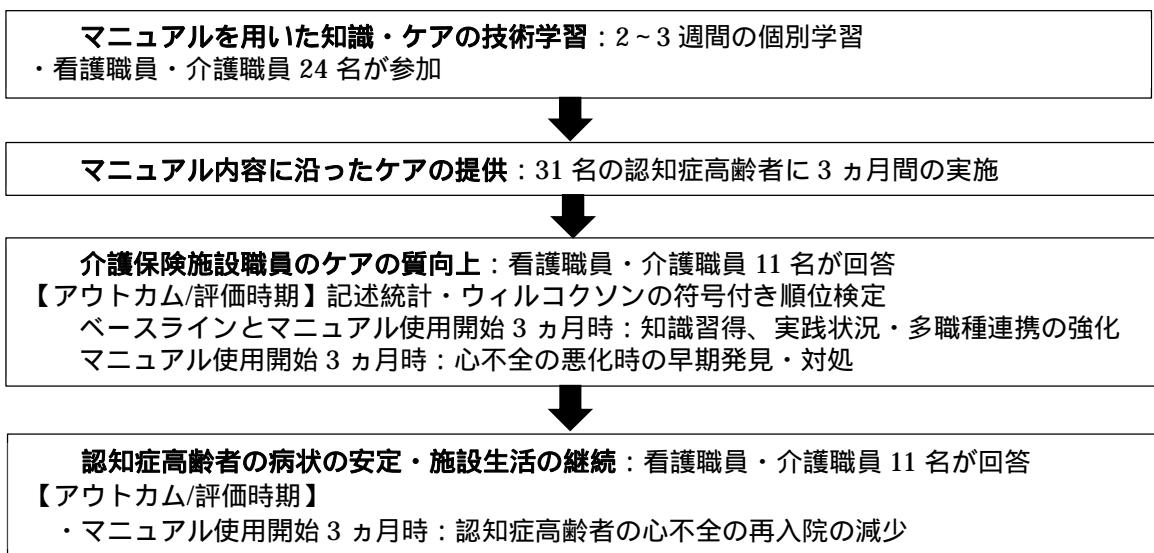 マニュアルを用いた知識・ケアの技術学習：2~3 週間の個別学習
・看護職員・介護職員 24 名が参加
マニュアル内容に沿ったケアの提供：31 名の認知症高齢者に 3 ヵ月間の実施
介護保険施設職員のケアの質向上：看護職員・介護職員 11 名が回答
【アウトカム/評価時期】記述統計・ウィルコクソンの符号付き順位検定
ベースラインとマニュアル使用開始 3 ヵ月時：知識習得、実践状況・多職種連携の強化
マニュアル使用開始 3 ヵ月時：心不全の悪化時の早期発見・対処
認知症高齢者の病状の安定・施設生活の継続：看護職員・介護職員 11 名が回答
【アウトカム/評価時期】
・マニュアル使用開始 3 ヵ月時：認知症高齢者の心不全の再入院の減少